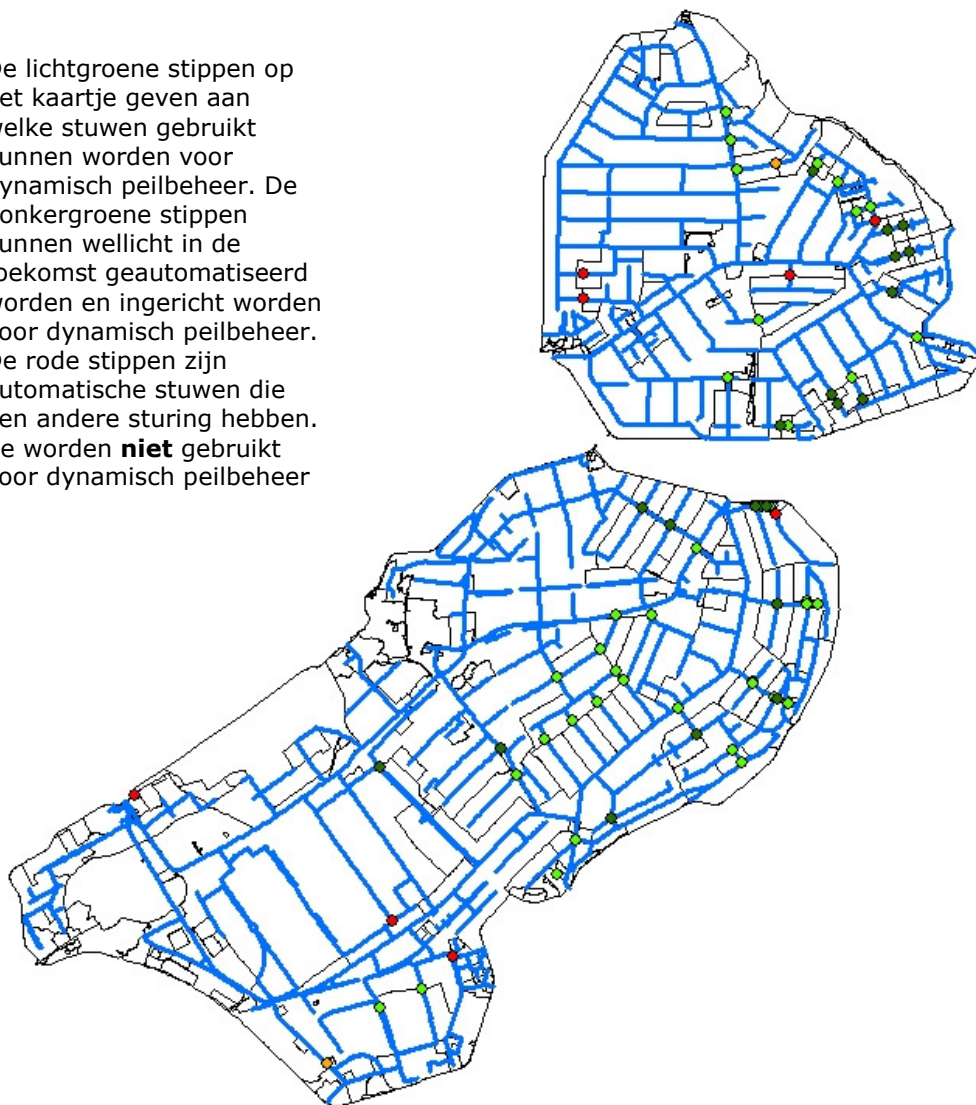 e lichtgroene stippen op
et kaartje geven aan
welke stuwen gebruikt
unnen worden voor
ynamisch peilbeheer. De
onkergroene stippen
unnen wellicht in de
oekomst geautomatiseerd
worden en ingericht worden
oor dynamisch peilbeheer.
e rode stippen zijn
utomatische stuwen die
en andere sturing hebben.
e worden niet gebruikt
oor dynamisch peilbeheer